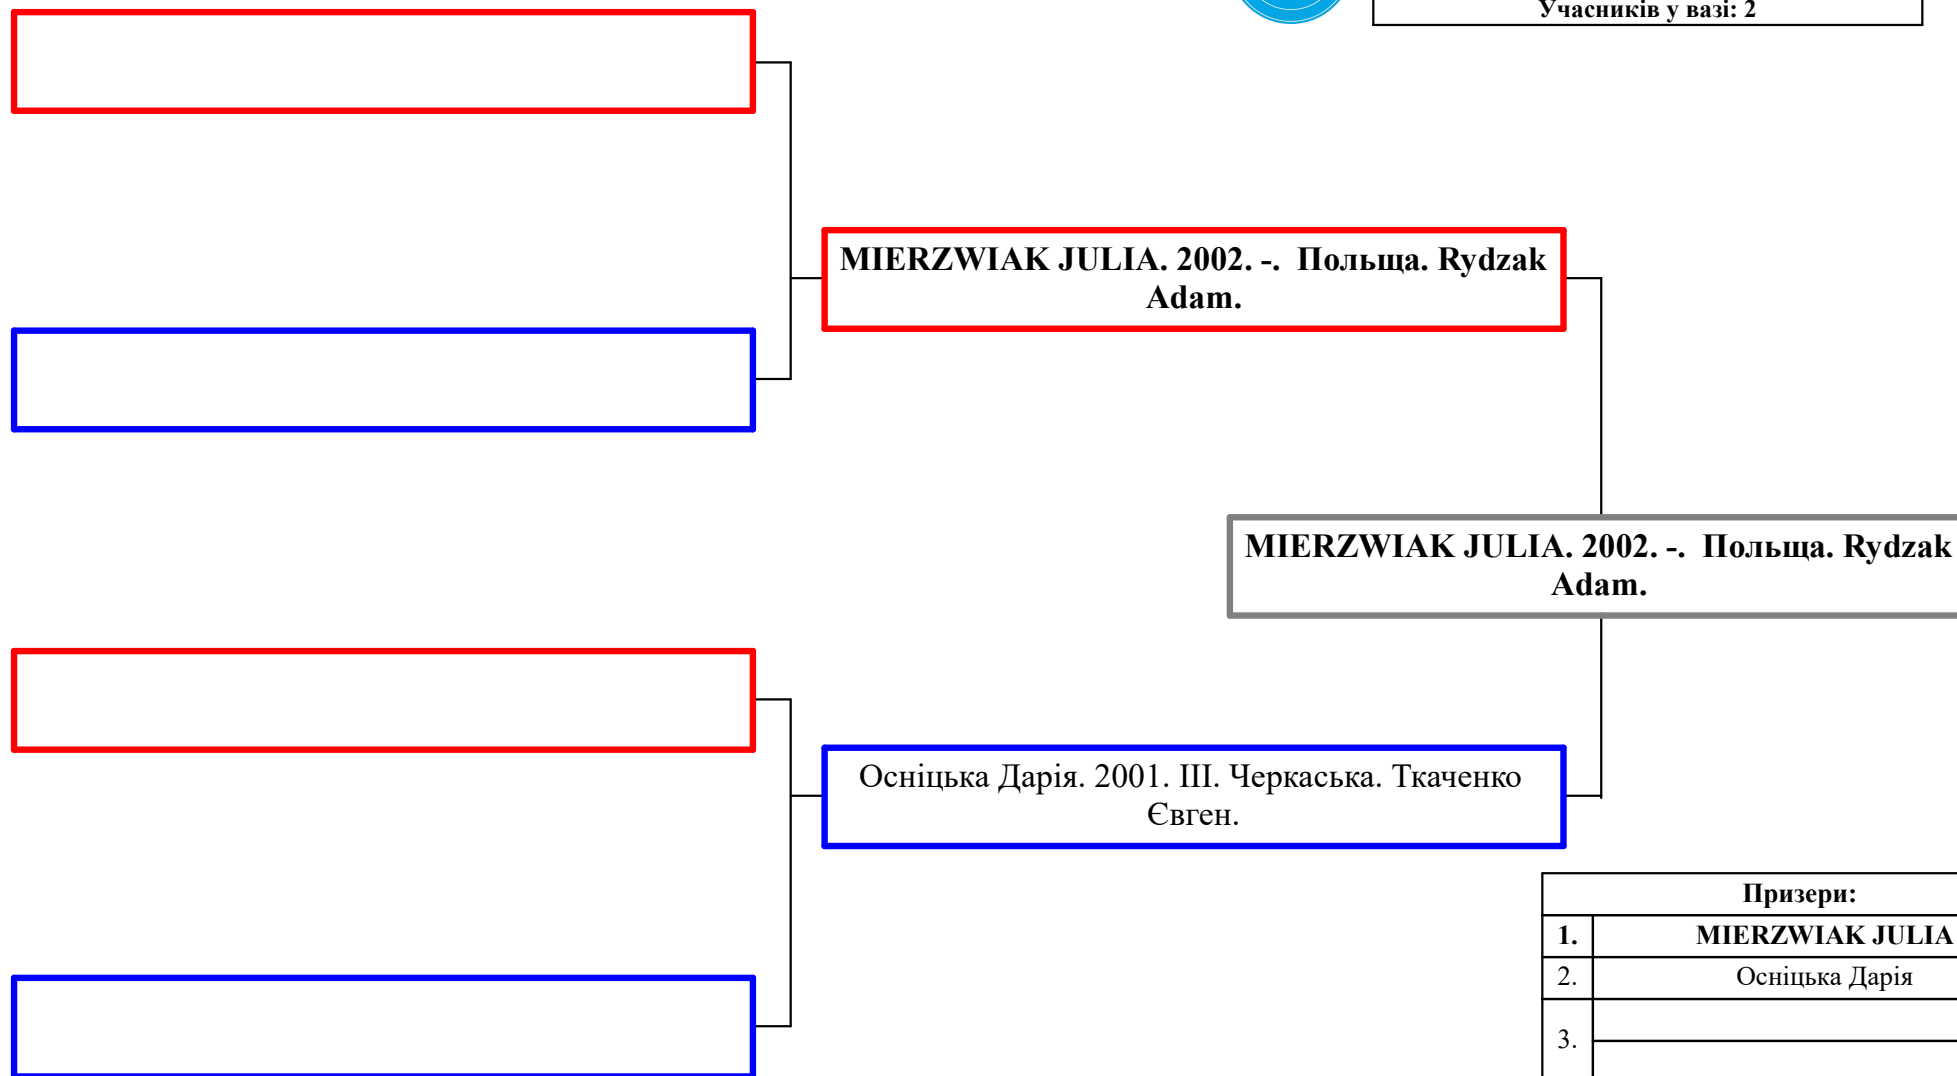 Учасників у вазі: 2
MIERZWIAK JULIA. 2002. -. Польща. Rydzak
Adam.
MIERZWIAK JULIA. 2002. -. Польща. Rydzak
Adam.
Осніцька Дарія. 2001. III. Черкаська. Ткаченко
Євген.
Призери:
1. MIERZWIAK JULIA
2. Осніцька Дарія
3.